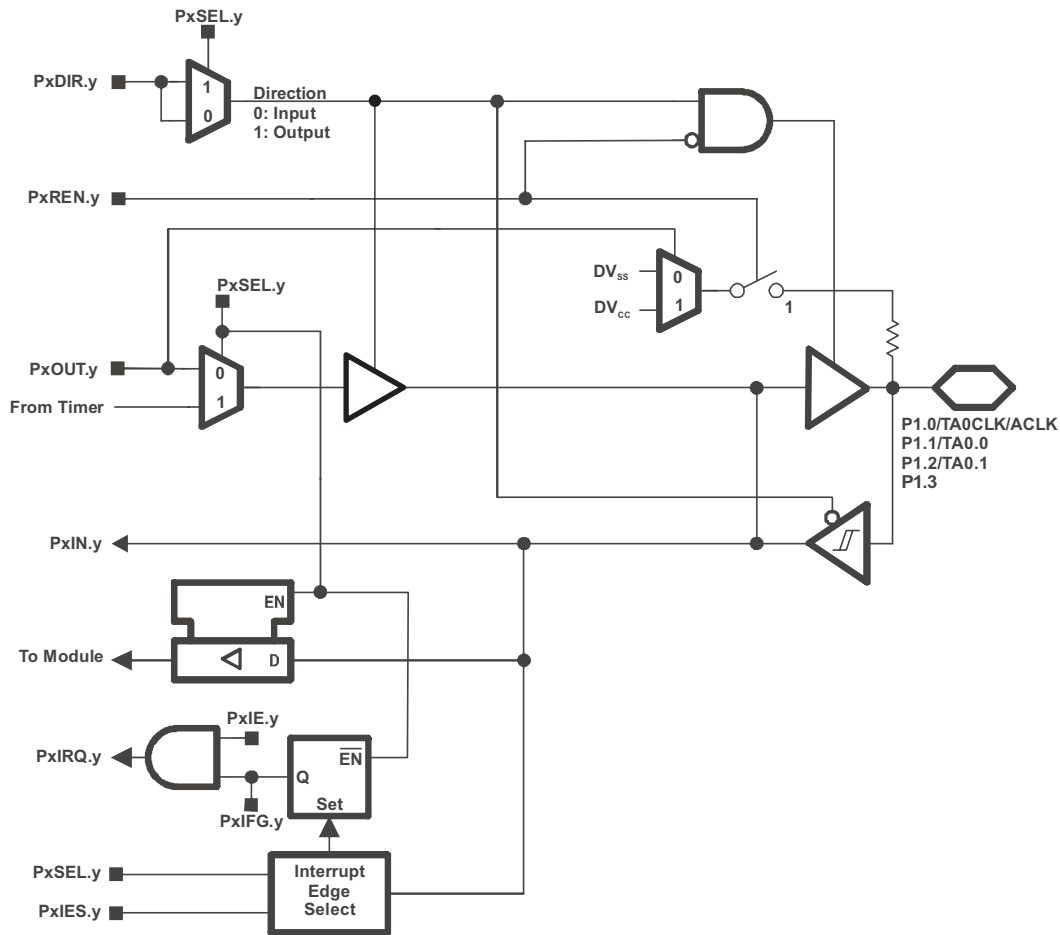 PxSEL.y
PxDIR.y
1
0
Direction
0: Input
1: Output
PxREN.y
DVSS
0
DVCC
1
1
PxSEL.y
PxOUT.y
0
From Timer
1
P1.0/TA0CLK/ACLK
P1.1/TA0.0
P1.2/TA0.1
P1.3
PxIN.y
EN
To Module
D
PxIE.y
PxIRQ.y
EN
Q
Set
PxIFG.y
PxSEL.y
PxIES.y
Interrupt
Edge
Select